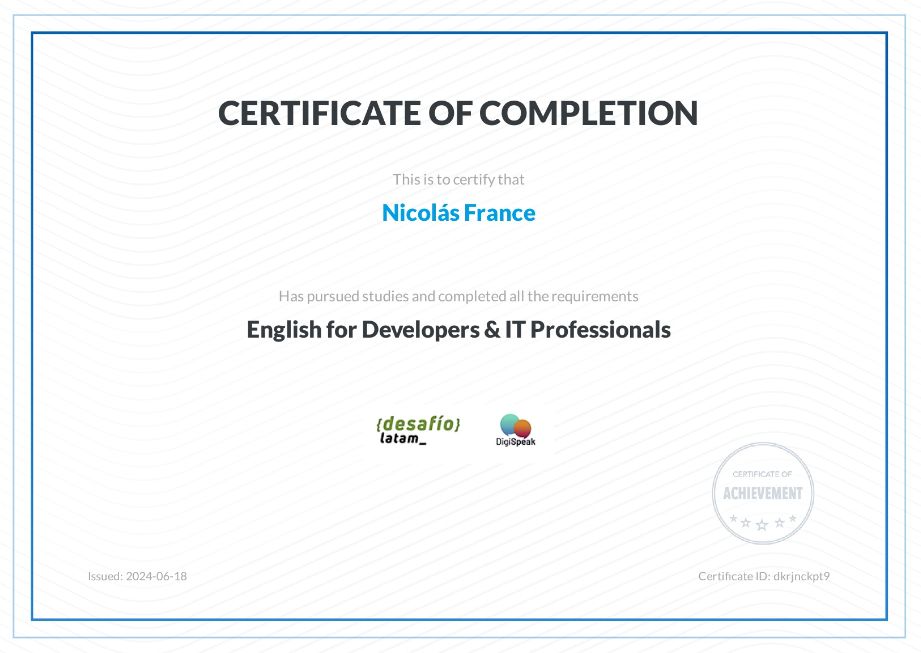 CERTIFICATE OF COMPLETION
This is to certify that
Nicolás France
Has pursued studies and completed all the requirements
English for Developers & IT Professionals
{desafío}
latam_
DigiSpeak
CERTIFICATE OF
ACHIEVEMENT
Issued: 2024-06-18
Certificate ID: dkrjnckpt9